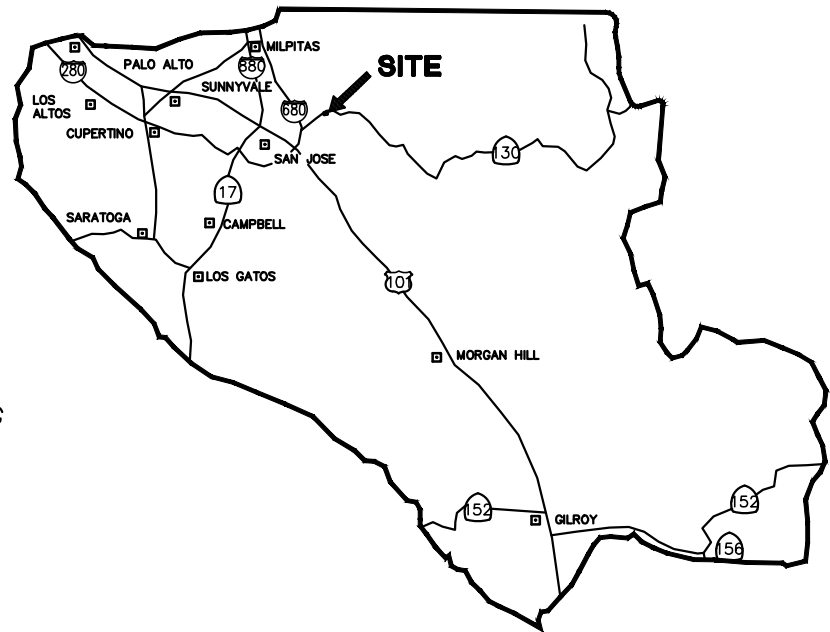 MILPITAS
PALO ALTO
680
SITE
280
SUNNYVALE
LOS
ALTOS
680
CUPERTINO
SAN JOSE
130
17
SARATOGA
CAMPBELL
LOS GATOS
101
MORGAN HILL
152
GILROY
152
156